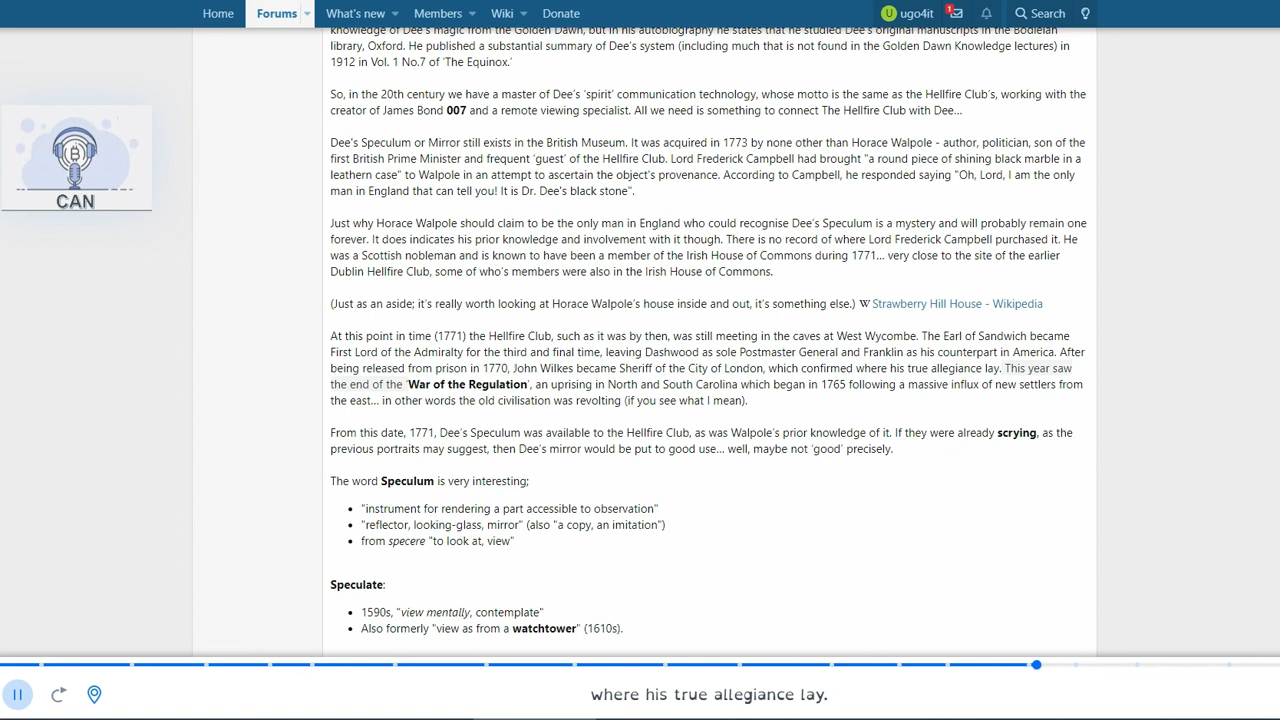 Home Forums What's new Members Wiki Donate ugo4it 1 Search
knowledge of Dee's magic from the Golden Dawn, but in his autobiography he states that he studied Dee's original manuscripts in the Bodleian
library, Oxford. He published a substantial summary of Dee's system (including much that is not found in the Golden Dawn Knowledge lectures) in
1912 in Vol. 1 No.7 of 'The Equinox.'
So, in the 20th century we have a master of Dee's 'spirit' communication technology, whose motto is the same as the Hellfire Club's, working with the
creator of James Bond 007 and a remote viewing specialist. All we need is something to connect The Hellfire Club with Dee…
Dee's Speculum or Mirror still exists in the British Museum. It was acquired in 1773 by none other than Horace Walpole - author, politician, son of the
first British Prime Minister and frequent 'guest' of the Hellfire Club. Lord Frederick Campbell had brought "a round piece of shining black marble in a
leathern case" to Walpole in an attempt to ascertain the object's provenance. According to Campbell, he responded saying "Oh, Lord, I am the only
man in England that can tell you! It is Dr. Dee's black stone".
CAN
Just why Horace Walpole should claim to be the only man in England who could recognise Dee's Speculum is a mystery and will probably remain one
forever. It does indicates his prior knowledge and involvement with it though. There is no record of where Lord Frederick Campbell purchased it. He
was a Scottish nobleman and is known to have been a member of the Irish House of Commons during 1771… very close to the site of the earlier
Dublin Hellfire Club, some of who's members were also in the Irish House of Commons.
(Just as an aside; it's really worth looking at Horace Walpole's house inside and out, it's something else.) W Strawberry Hill House - Wikipedia
At this point in time (1771) the Hellfire Club, such as it was by then, was still meeting in the caves at West Wycombe. The Earl of Sandwich became
First Lord of the Admiralty for the third and final time, leaving Dashwood as sole Postmaster General and Franklin as his counterpart in America. After
being released from prison in 1770, John Wilkes became Sheriff of the City of London, which confirmed where his true allegiance lay. This year saw
the end of the 'War of the Regulation', an uprising in North and South Carolina which began in 1765 following a massive influx of new settlers from
the east… in other words the old civilisation was revolting (if you see what I mean).
From this date, 1771, Dee's Speculum was available to the Hellfire Club, as was Walpole's prior knowledge of it. If they were already scrying, as the
previous portraits may suggest, then Dee's mirror would be put to good use… well, maybe not 'good' precisely.
The word Speculum is very interesting;
• "instrument for rendering a part accessible to observation"
• "reflector, looking-glass, mirror" (also "a copy, an imitation")
• from specere "to look at, view"
Speculate:
• 1590s, "view mentally, contemplate"
• Also formerly "view as from a watchtower" (1610s).
where his true allegiance lay.